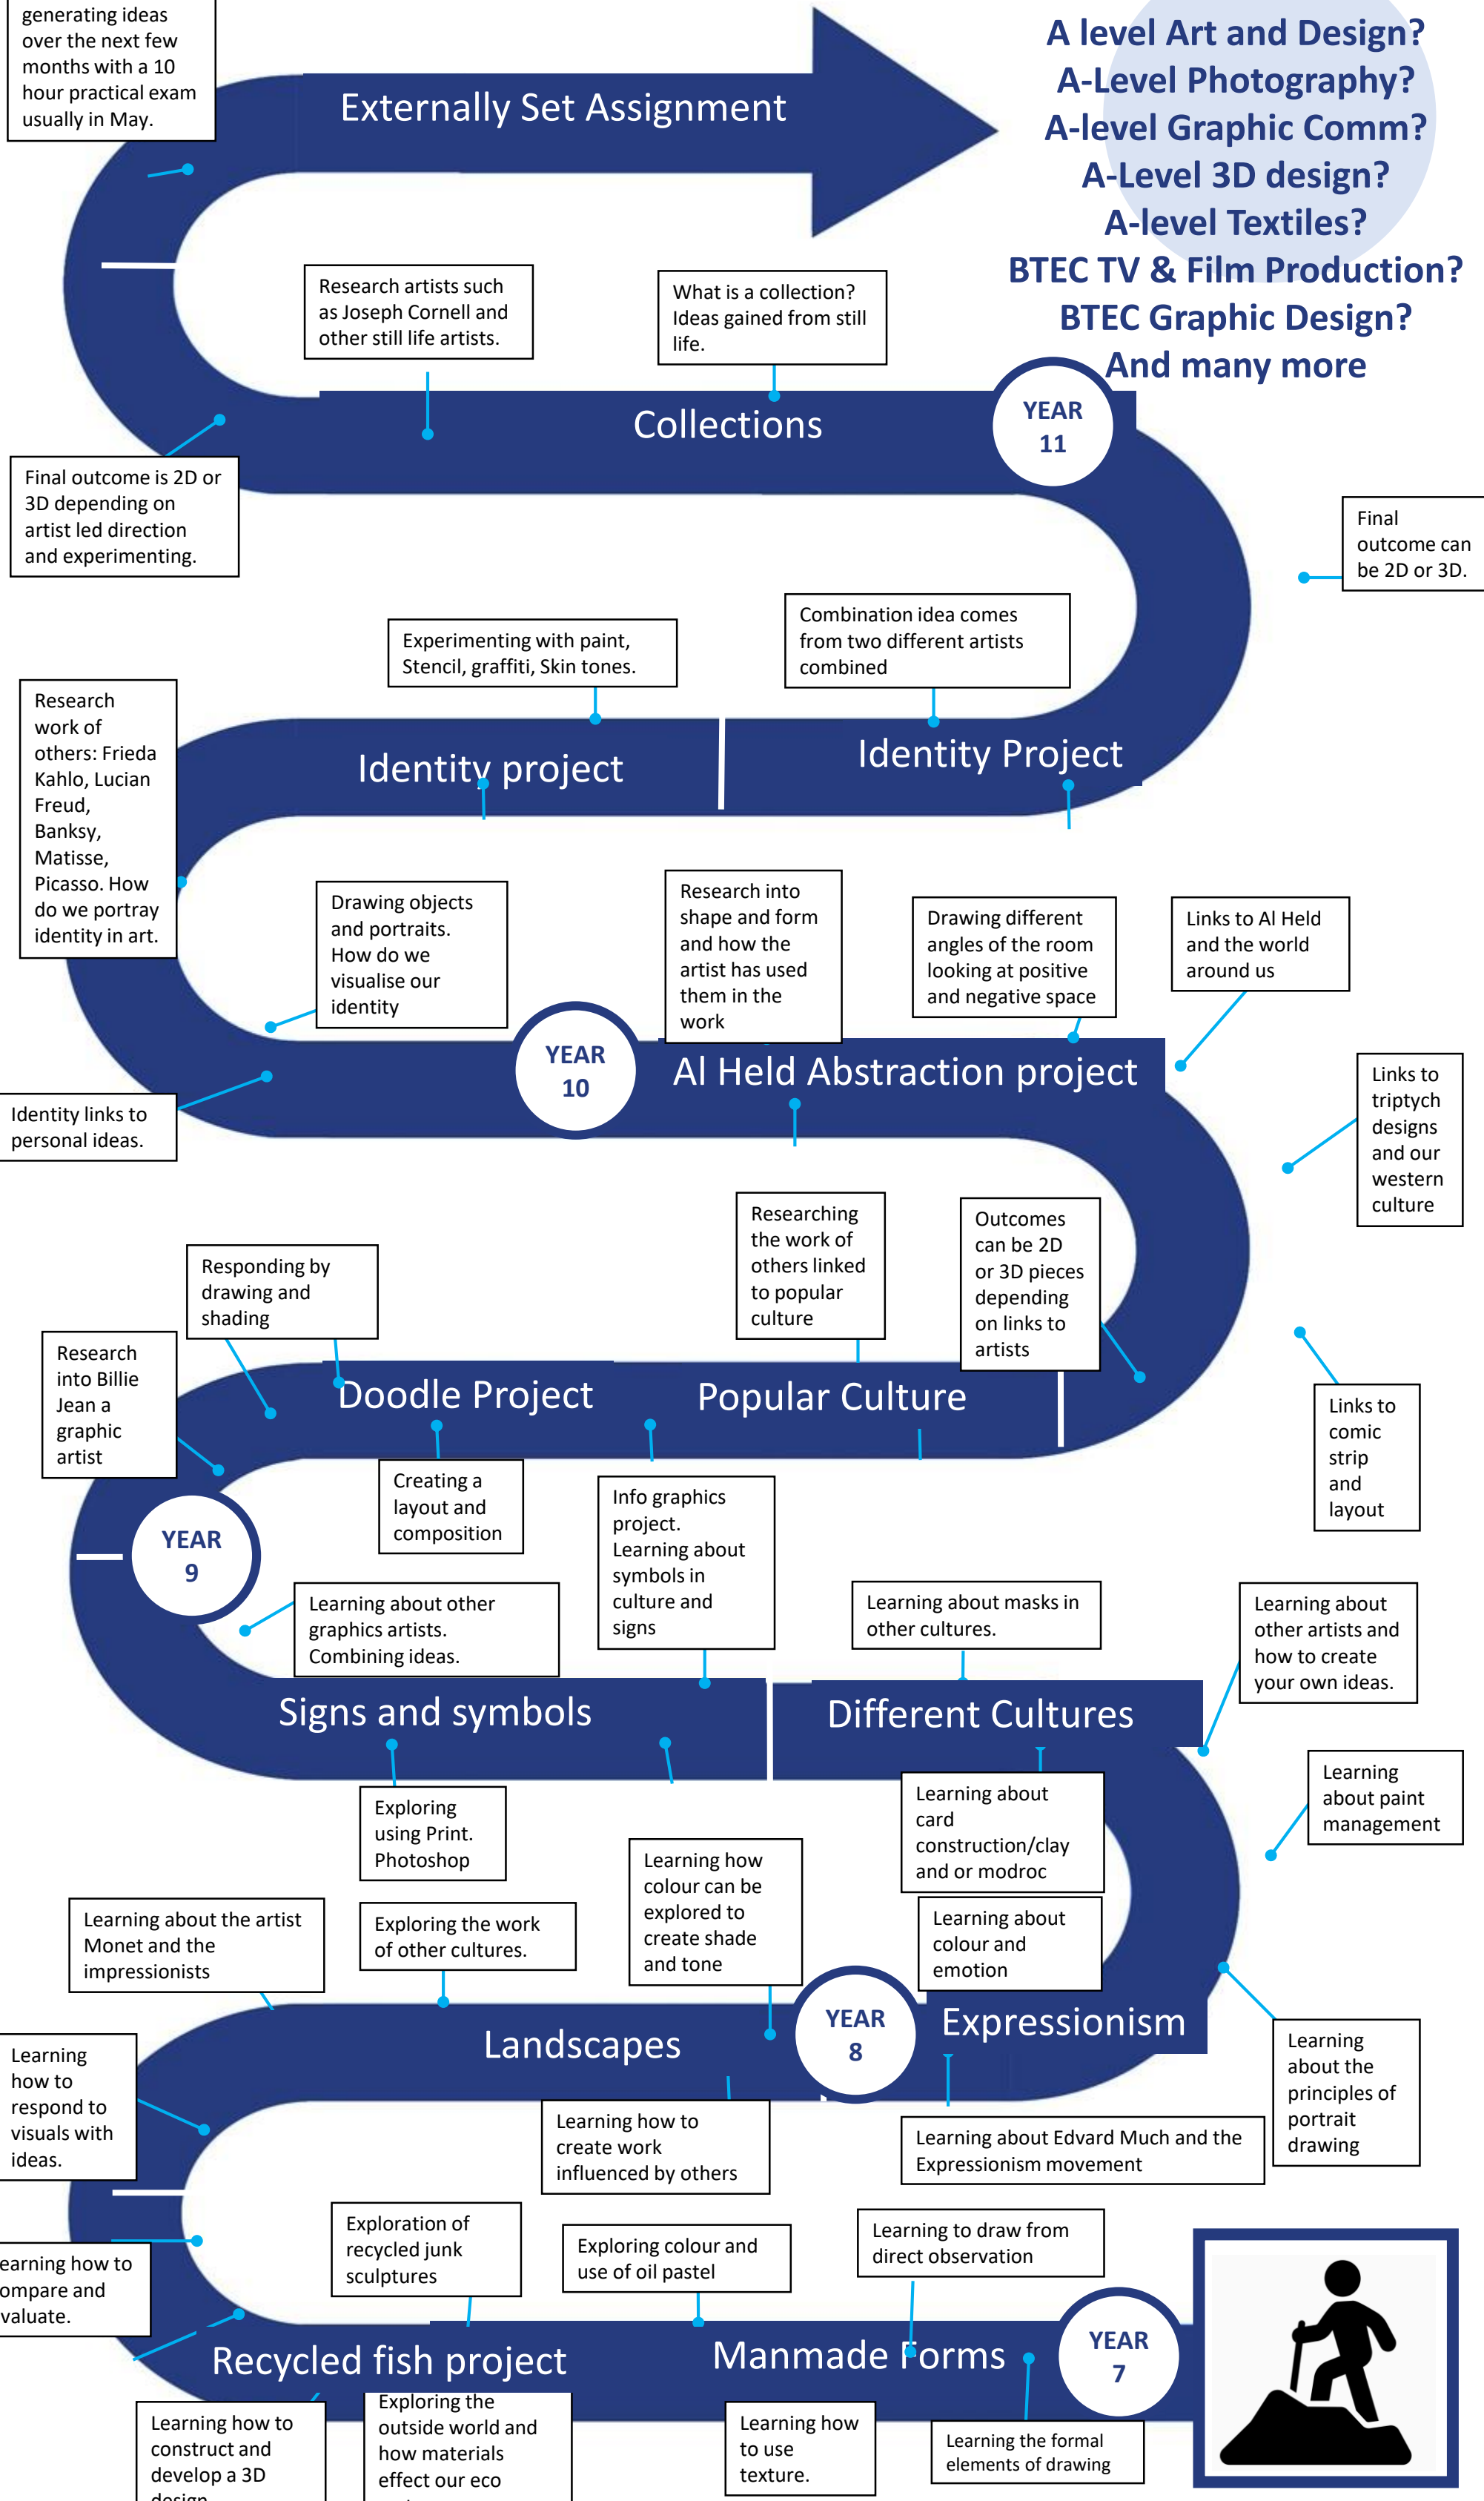 generating ideas
over the next few
months with a 10
hour practical exam
usually in May.
Externally Set Assignment
A level Art and Design?
A-Level Photography?
A-level Graphic Comm?
A-Level 3D design?
A-level Textiles?
BTEC TV & Film Production?
BTEC Graphic Design?
And many more
Research artists such
as Joseph Cornell and
other still life artists.
What is a collection?
Ideas gained from still
life.
Collections
YEAR
11
Final outcome is 2D or
3D depending on
artist led direction
and experimenting.
Final
outcome can
be 2D or 3D.
Experimenting with paint,
Stencil, graffiti, Skin tones.
Combination idea comes
from two different artists
combined
Research
work of
others: Frieda
Kahlo, Lucian
Freud,
Banksy,
Matisse,
Picasso. How
do we portray
identity in art.
Identity project
Identity Project
Drawing objects
and portraits.
How do we
visualise our
identity
Research into
shape and form
and how the
artist has used
them in the
work
Drawing different
angles of the room
looking at positive
and negative space
Links to Al Held
and the world
around us
YEAR
10
Al Held Abstraction project
Links to
triptych
designs
and our
western
culture
Identity links to
personal ideas.
Researching
the work of
others linked
to popular
culture
Outcomes
can be 2D
or 3D pieces
depending
on links to
artists
Responding by
drawing and
shading
Research
into Billie
Jean a
graphic
artist
Doodle Project
Popular Culture
Links to
comic
strip
and
layout
Creating a
layout and
composition
Info graphics
project.
Learning about
symbols in
culture and
signs
YEAR
9
Learning about other
graphics artists.
Combining ideas.
Learning about masks in
other cultures.
Learning about
other artists and
how to create
your own ideas.
Signs and symbols
Different Cultures
Learning
about paint
management
Exploring
using Print.
Photoshop
Learning about
card
construction/clay
and or modroc
Learning how
colour can be
explored to
create shade
and tone
Learning about
colour and
emotion
Learning about the artist
Monet and the
impressionists
Exploring the work
of other cultures.
Landscapes
YEAR
8
Expressionism
Learning
about the
principles of
portrait
drawing
Learning
how to
respond to
visuals with
ideas.
Learning how to
create work
influenced by others
Learning about Edvard Much and the
Expressionism movement
Exploration of
recycled junk
sculptures
Exploring colour and
use of oil pastel
Learning to draw from
direct observation
earning how to
ompare and
valuate.
Recycled fish project
Manmade Forms
YEAR
7
Learning how to
construct and
develop a 3D
design
Exploring the
outside world and
how materials
effect our eco
Learning how
to use
texture.
Learning the formal
elements of drawing